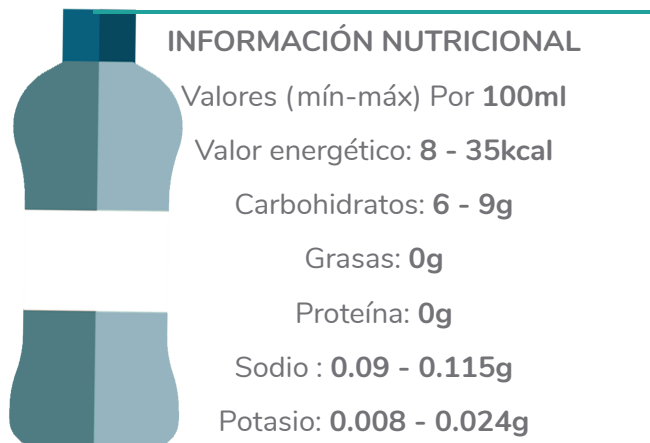 INFORMACIÓN NUTRICIONAL
Valores (mín-máx) Por 100ml
Valor energético: 8 - 35kcal
Carbohidratos: 6 - 9g
Grasas: 0g
Proteína: 0g
Sodio : 0.09 - 0.115g
Potasio: 0.008 - 0.024g